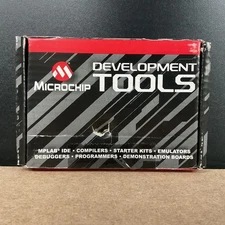 DEVELOPMENT
MICROCHIP TOOLS
MPLAB® IDE • COMPILERS • STARTER KITS • EMULATORS
DEBUGGERS • PROGRAMMERS • DEMONSTRATION BOARDS